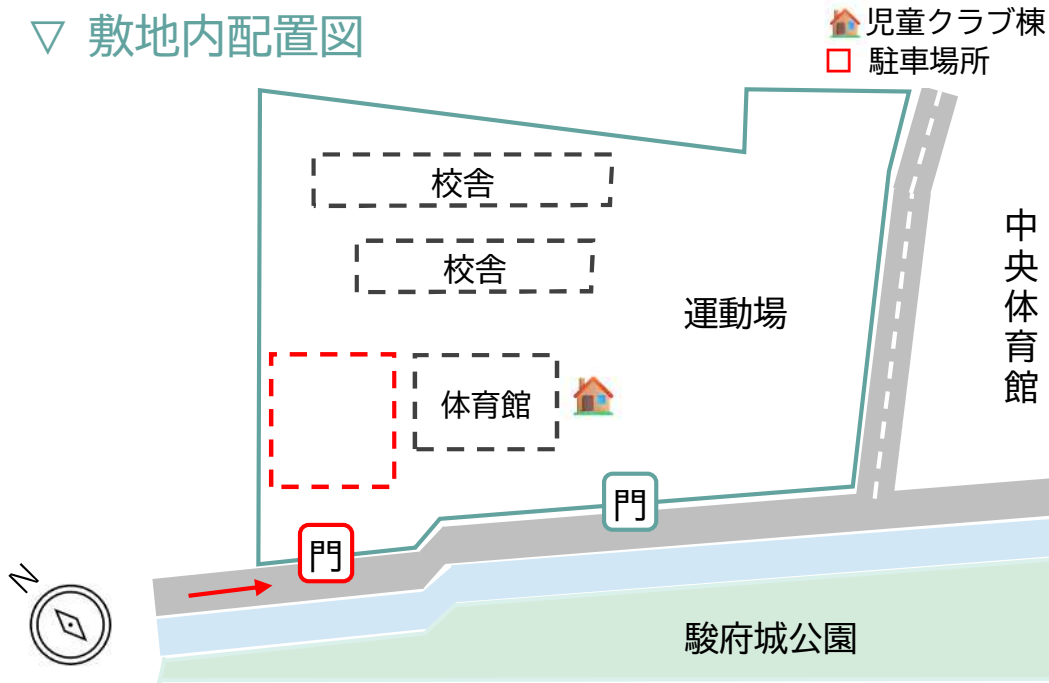 ▽ 敷地内配置図
児童クラブ棟
駐車場所
校舎
校舎
運動場
中央体育館
体育館
門
門
N
駿府城公園